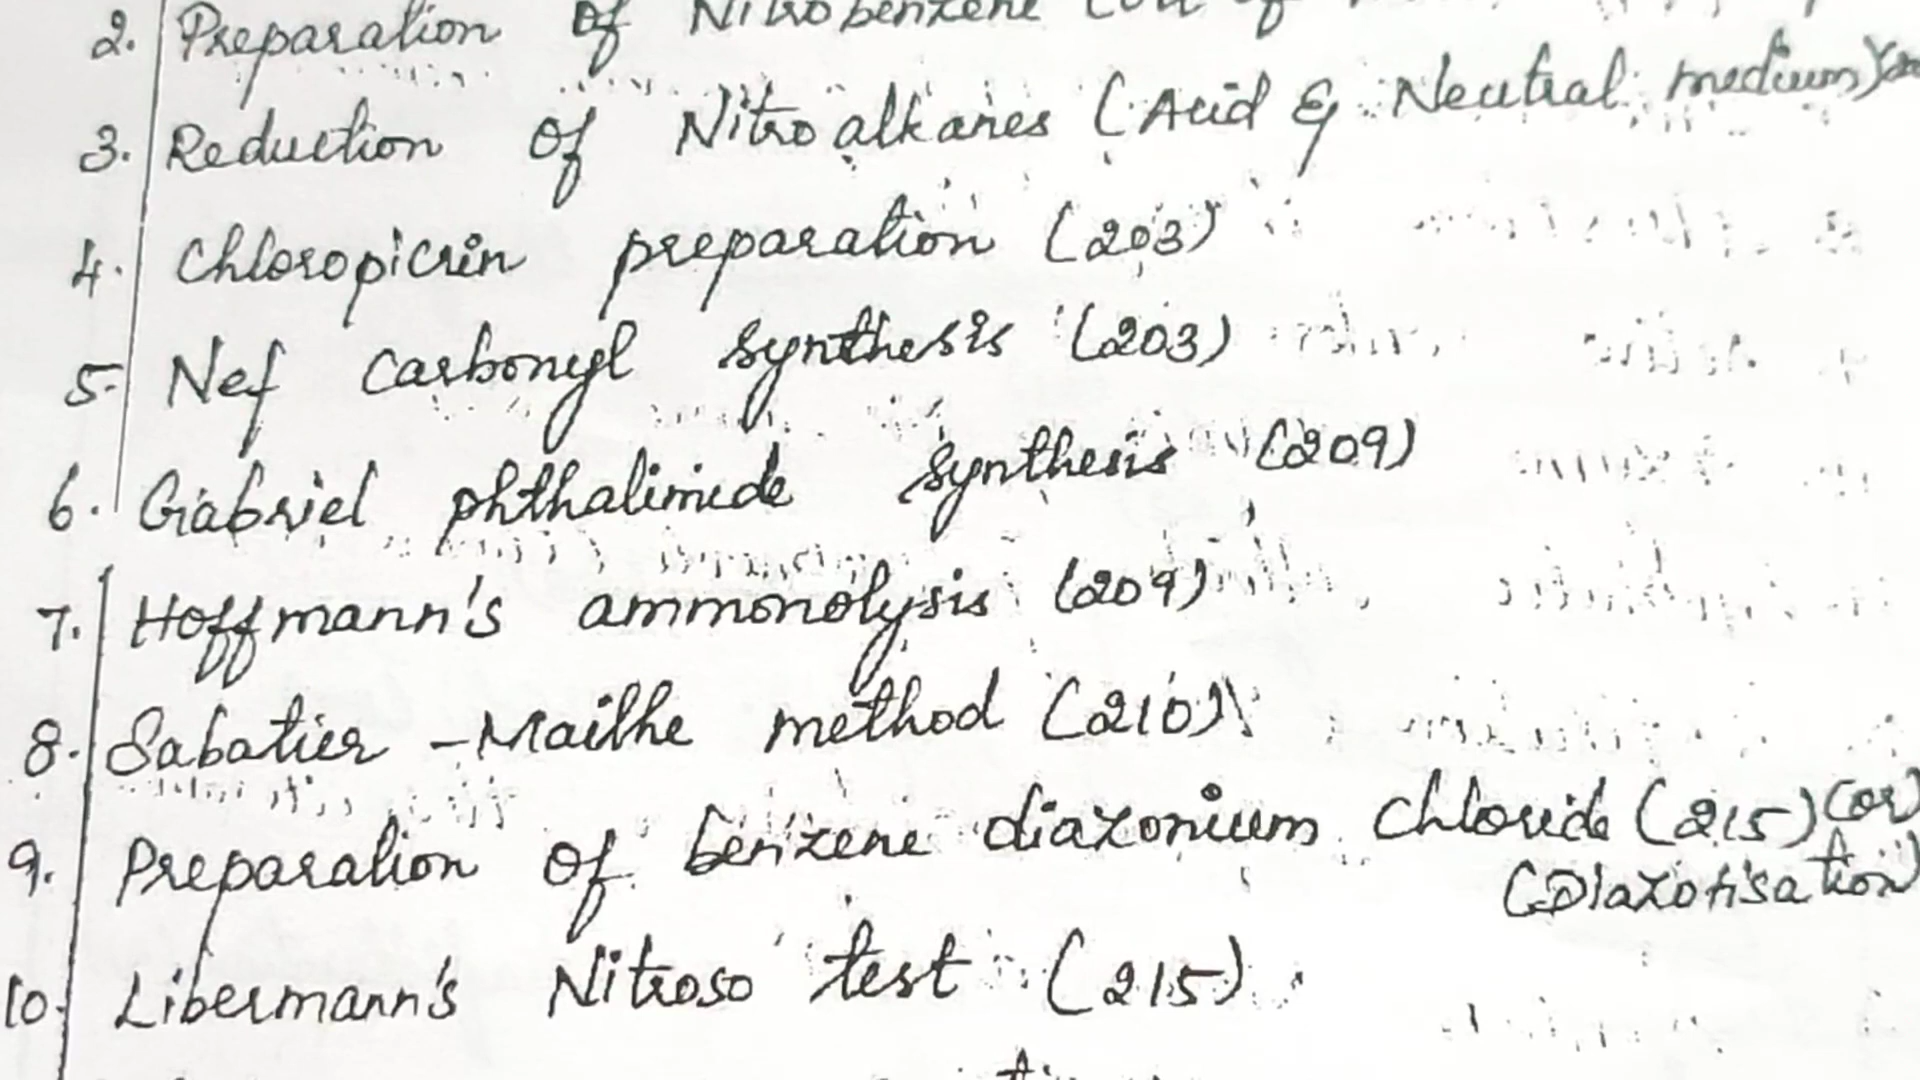 2. Preparation of Nitrobenzene
3. Reduction of Nitroalkanes (Acid & Neutral medium)
4. Chloropicrin preparation (203)
5. Nef Carbonyl synthesis (203)
6. Gabriel phthalimide synthesis (209)
7. Hoffmann's ammonolysis (209)
8. Sabatier - Mailhe method (210)
9. Preparation of benzene diazonium chloride (215) (or)
(Diazotisation)
10. Libermann's Nitroso test (215)